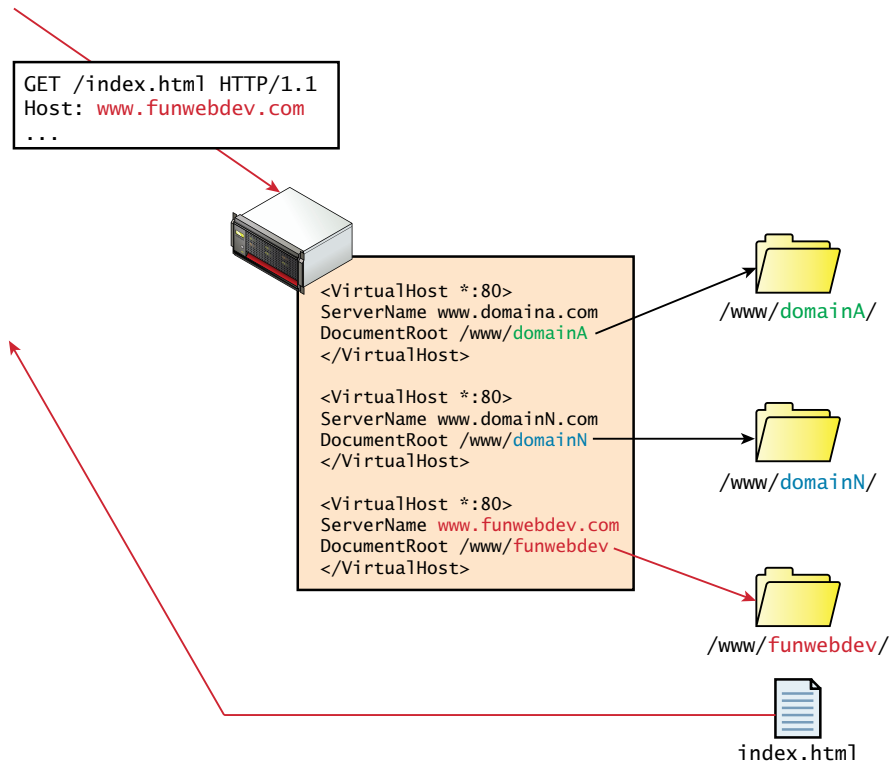 GET /index.html HTTP/1.1
Host: www.funwebdev.com
...
<VirtualHost *:80>
ServerName www.domaina.com
DocumentRoot /www/domainA
</VirtualHost>
<VirtualHost *:80>
ServerName www.domainN.com
DocumentRoot /www/domainN
</VirtualHost>
<VirtualHost *:80>
ServerName www.funwebdev.com
DocumentRoot /www/funwebdev
</VirtualHost>
/www/domainA/
/www/domainN/
/www/funwebdev/
index.html